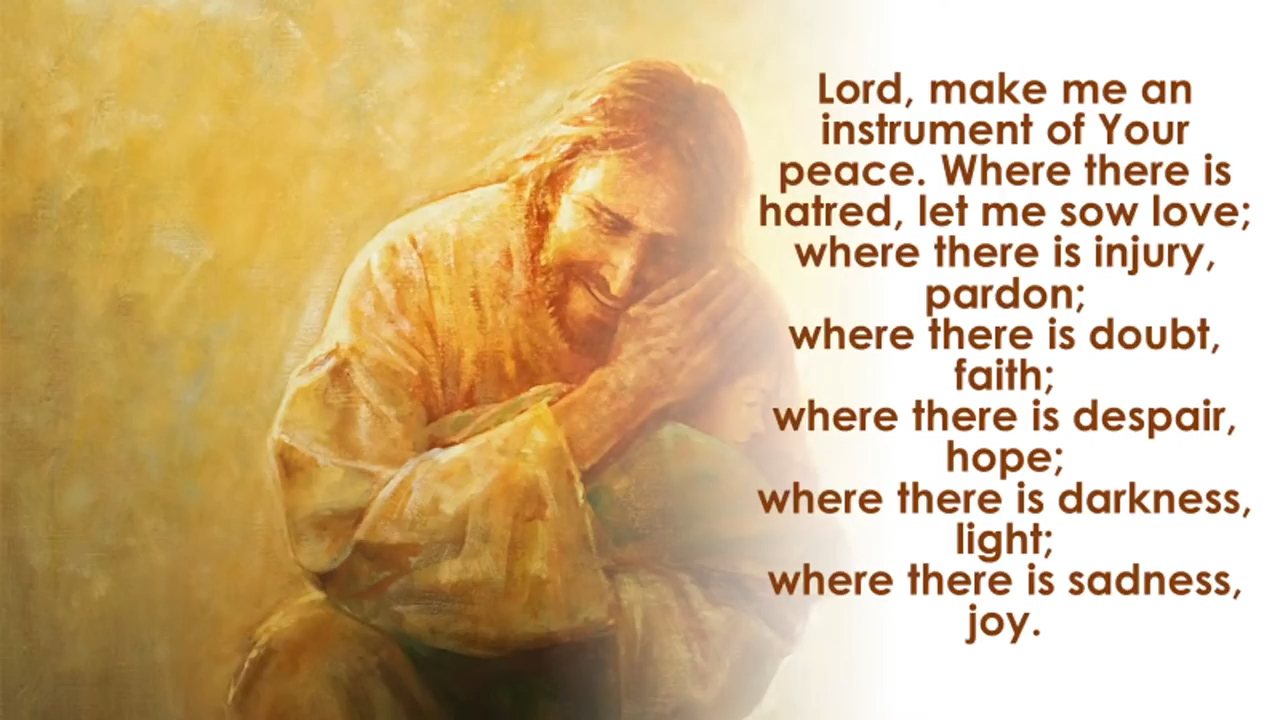 Lord, make me an
instrument of Your
peace. Where there is
hatred, let me sow love;
where there is injury,
pardon;
where there is doubt,
faith;
where there is despair,
hope;
where there is darkness,
light;
where there is sadness,
joy.